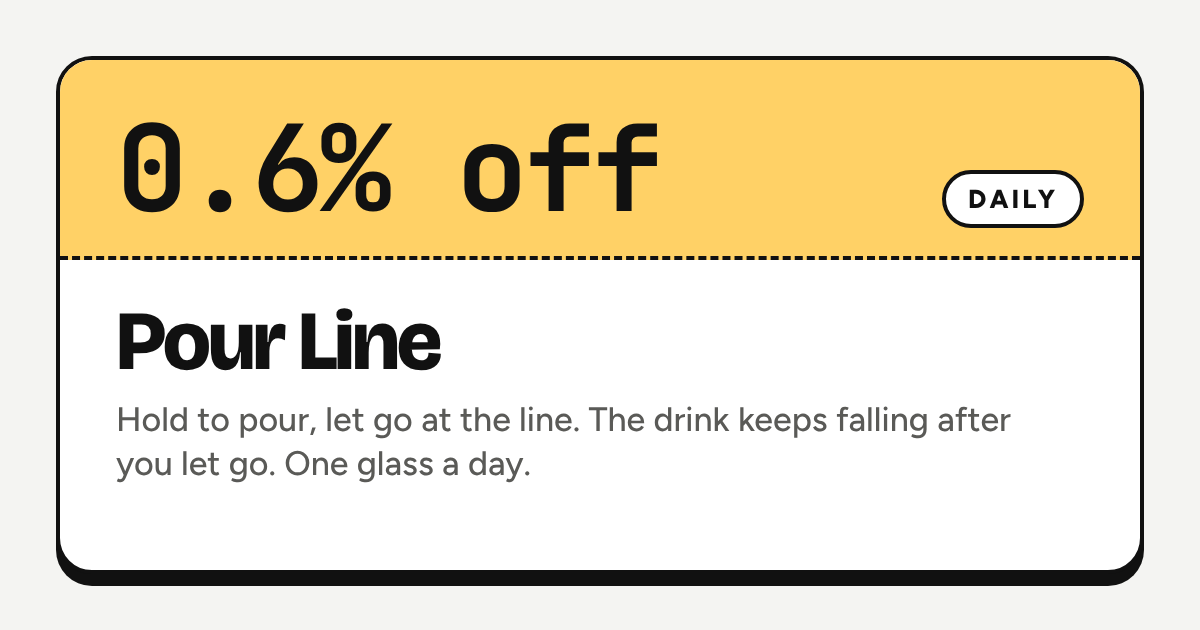 0.6% off
DAILY
Pour Line
Hold to pour, let go at the line. The drink keeps falling after
you let go. One glass a day.